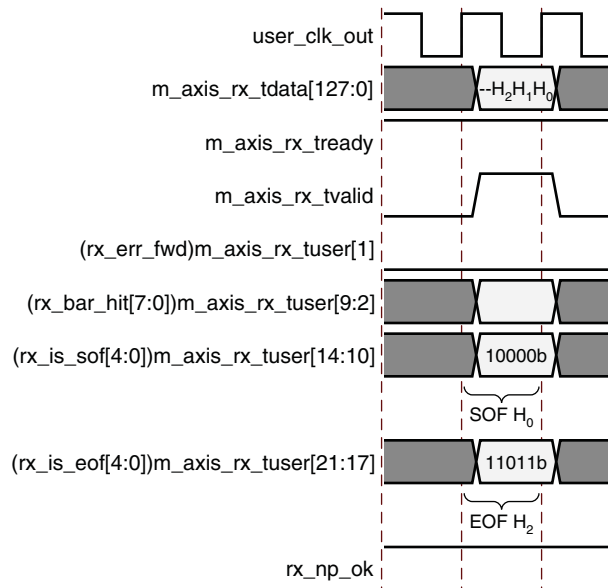 user_clk_out
m_axis_rx_tdata[127:0]
--H₂H₁H₀
m_axis_rx_tready
m_axis_rx_tvalid
(rx_err_fwd)m_axis_rx_tuser[1]
(rx_bar_hit[7:0])m_axis_rx_tuser[9:2]
(rx_is_sof[4:0])m_axis_rx_tuser[14:10]
10000b
SOF H₀
(rx_is_eof[4:0])m_axis_rx_tuser[21:17]
11011b
EOF H₂
rx_np_ok